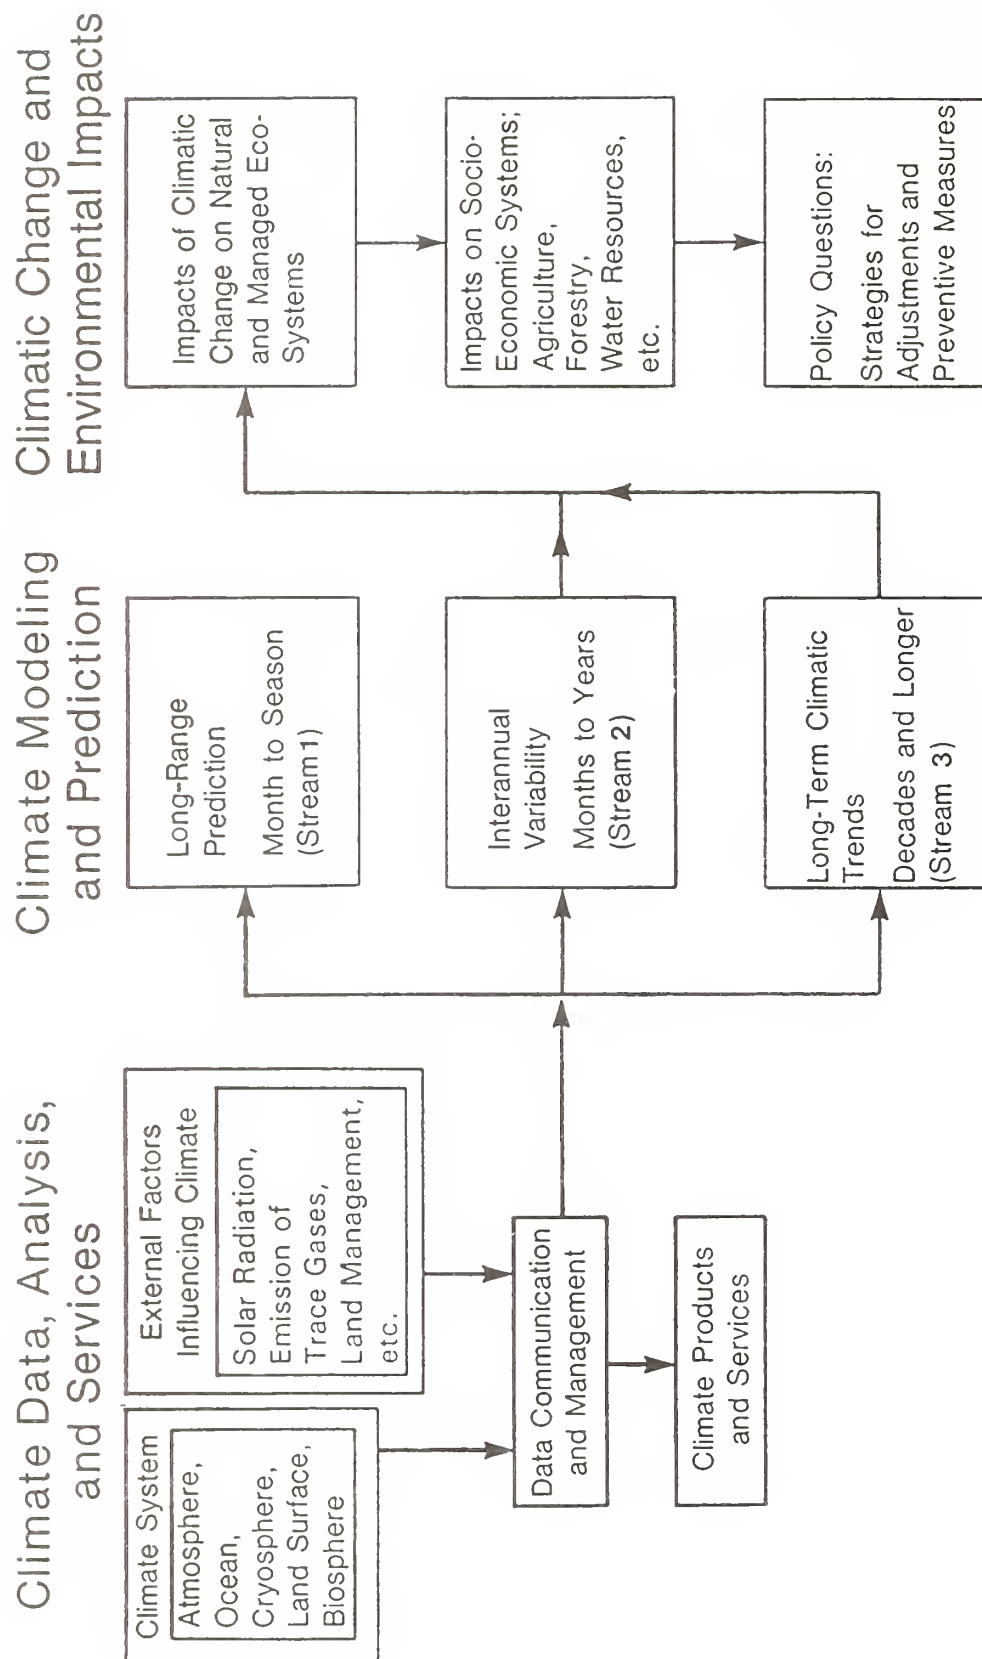 Climate Data, Analysis,
and Services
Climate System
Atmosphere,
Ocean,
Cryosphere,
Land Surface,
Biosphere
External Factors
Influencing Climate
Solar Radiation,
Emission of
Trace Gases,
Land Management,
etc.
Data Communication
and Management
Climate Products
and Services
Climate Modeling
and Prediction
Long-Range
Prediction
Month to Season
(Stream 1)
Interannual
Variability
Months to Years
(Stream 2)
Long-Term Climatic
Trends
Decades and Longer
(Stream 3)
Climatic Change and
Environmental Impacts
Impacts of Climatic
Change on Natural
and Managed Eco-
Systems
Impacts on Socio-
Economic Systems;
Agriculture,
Forestry,
Water Resources,
etc.
Policy Questions:
Strategies for
Adjustments and
Preventive Measures